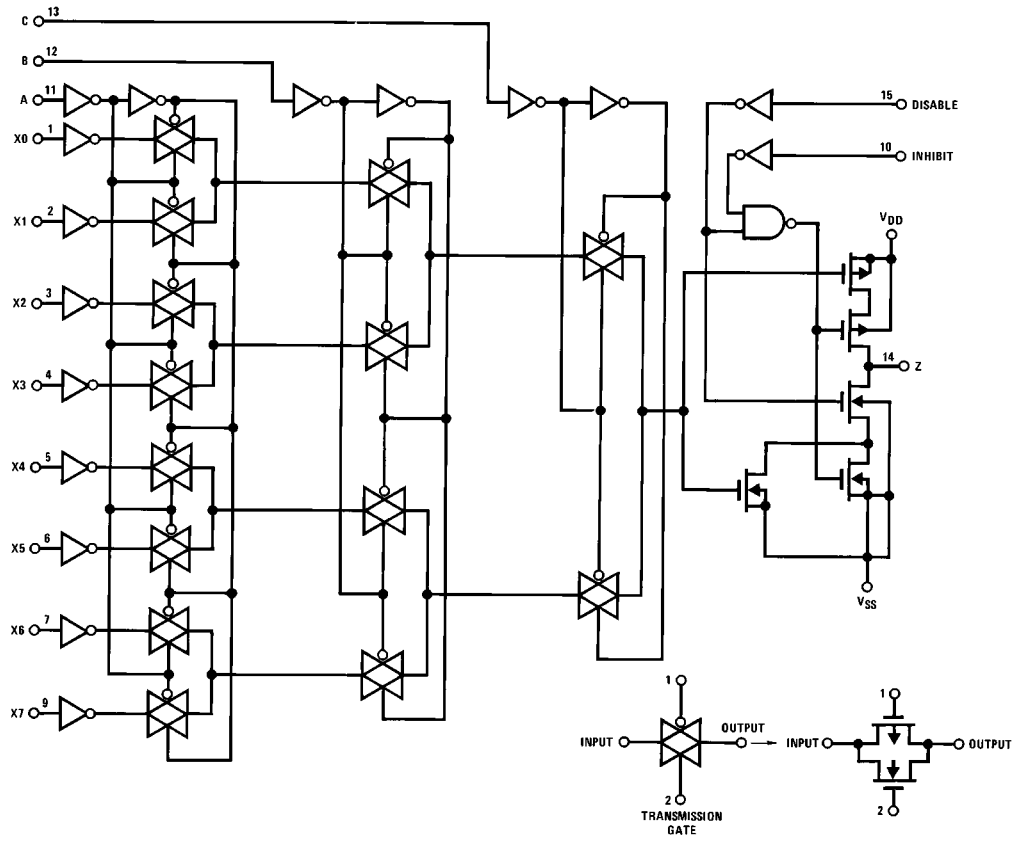 C 13
B 12
A 11
X0 1
X1 2
X2 3
X3 4
X4 5
X5 6
X6 7
X7 9
15 DISABLE
10 INHIBIT
VDD
14 Z
VSS
1
INPUT
OUTPUT
2
TRANSMISSION
GATE
1
INPUT
OUTPUT
2